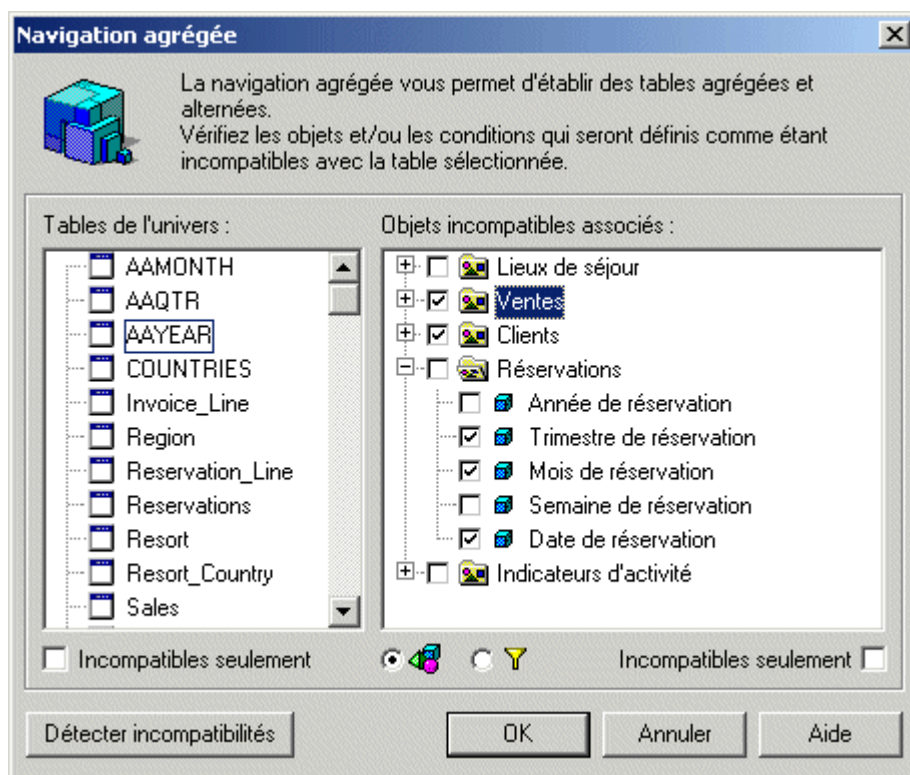 Navigation agrégée
La navigation agrégée vous permet d'établir des tables agrégées et
alternées.
Vérifiez les objets et/ou les conditions qui seront définis comme étant
incompatibles avec la table sélectionnée.
Tables de l'univers :
AAMONTH
AAQTR
AAYEAR
COUNTRIES
Invoice_Line
Region
Reservation_Line
Reservations
Resort
Resort_Country
Sales
Objets incompatibles associés :
Lieux de séjour
Ventes
Clients
Réservations
Année de réservation
Trimestre de réservation
Mois de réservation
Semaine de réservation
Date de réservation
Indicateurs d'activité
Incompatibles seulement
Incompatibles seulement
Détecter incompatibilités
OK
Annuler
Aide